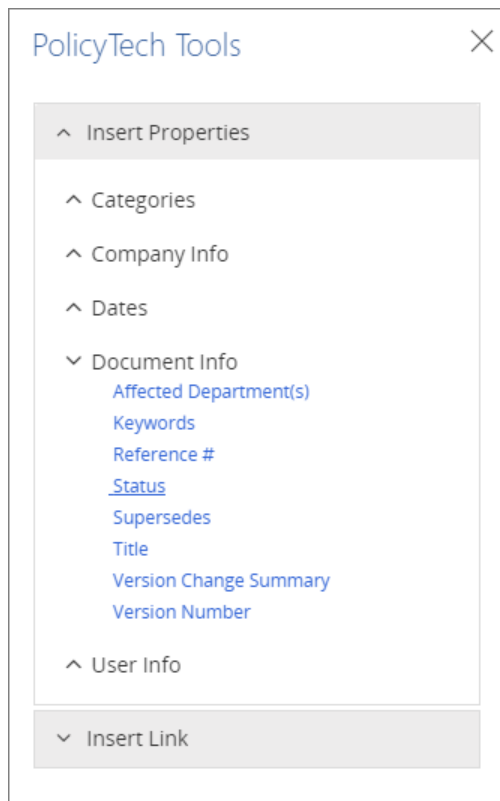 PolicyTech Tools
Insert Properties
Categories
Company Info
Dates
Document Info
Affected Department(s)
Keywords
Reference #
Status
Supersedes
Title
Version Change Summary
Version Number
User Info
Insert Link